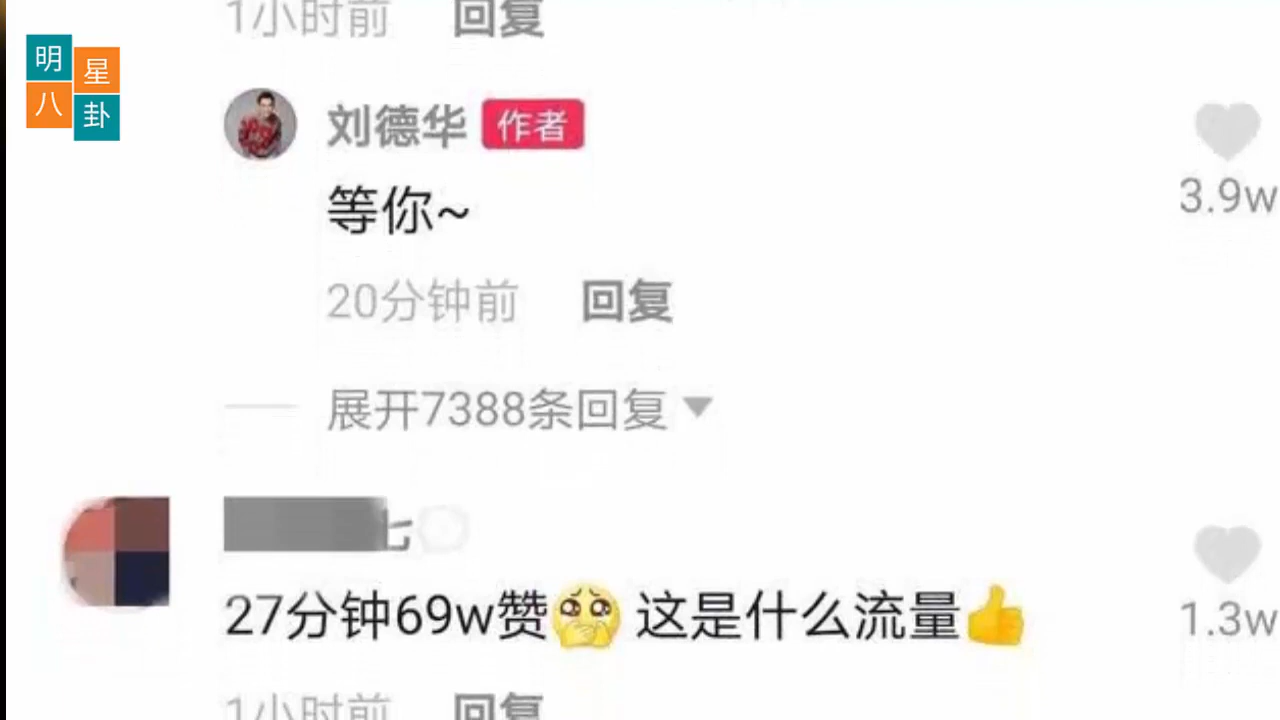 1小时前 回复
明星八卦
刘德华 作者
等你~
3.9w
20分钟前 回复
展开7388条回复
七
27分钟69w赞🥺 这是什么流量👍
1.3w
1小时前 回复